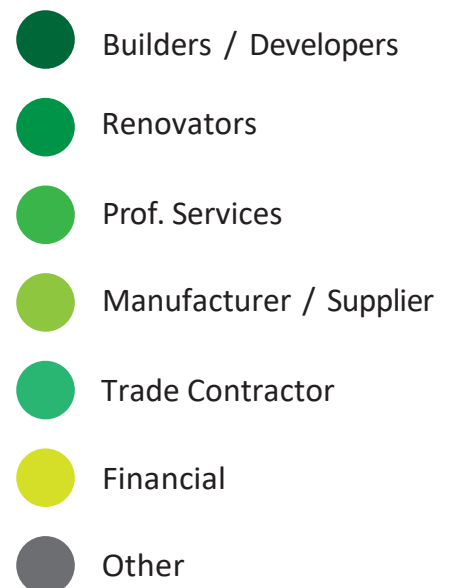 Builders / Developers
Renovators
Prof. Services
Manufacturer / Supplier
Trade Contractor
Financial
Other